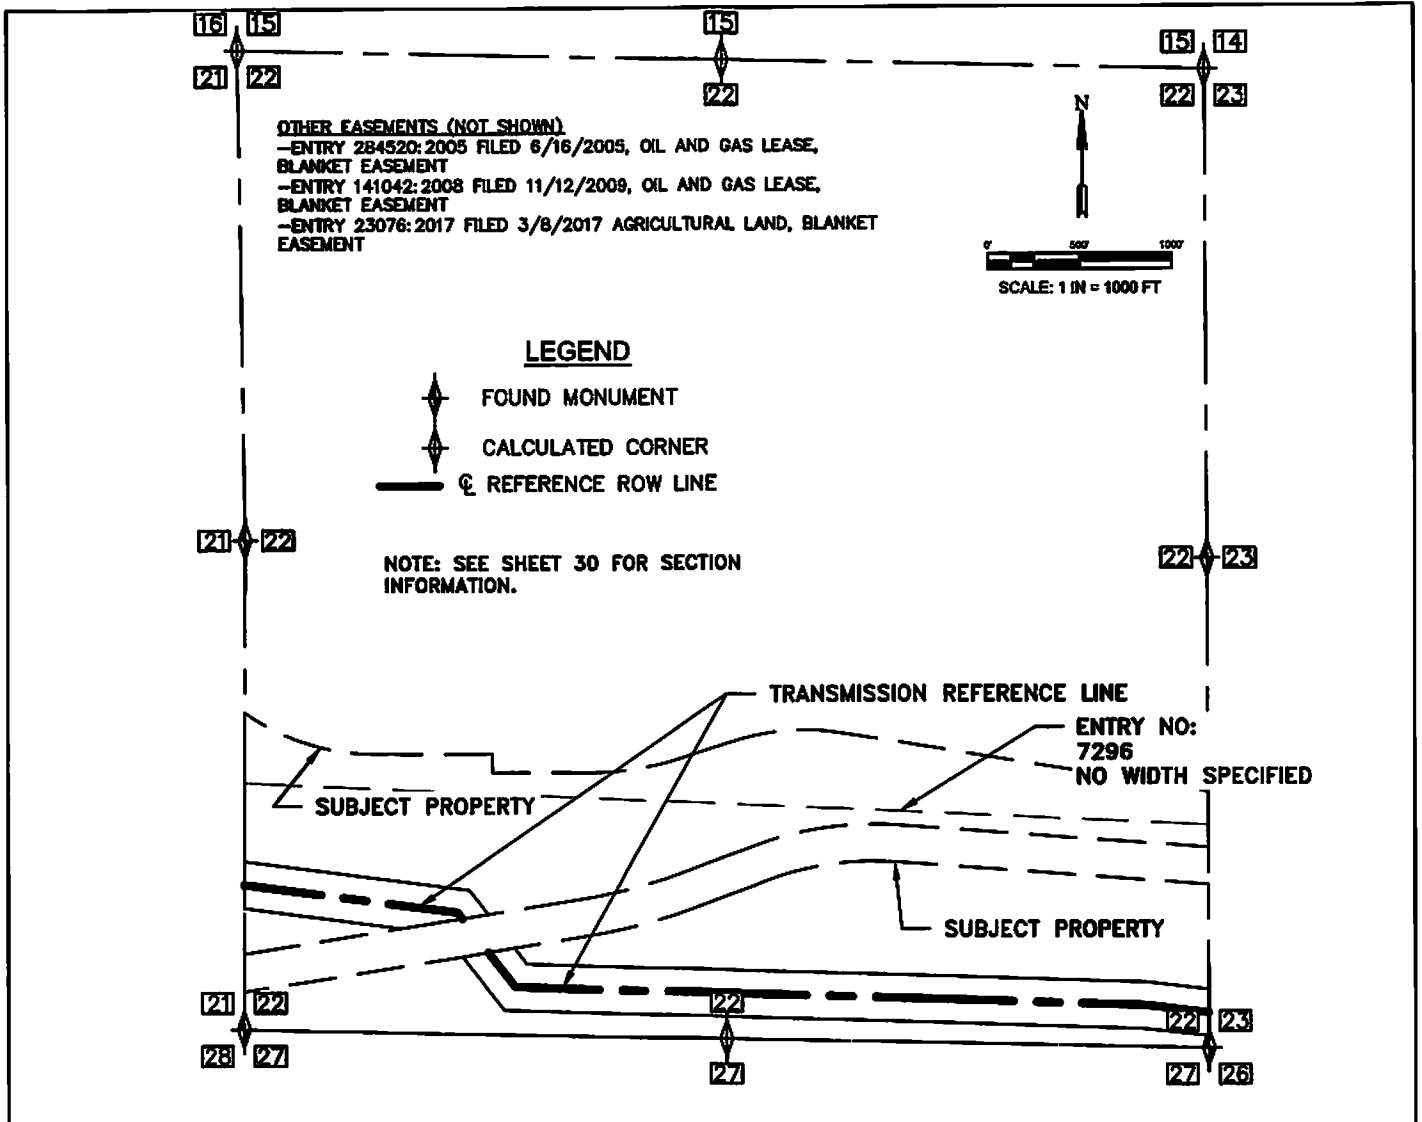 16 15
15
15 14
21 22
22
22 23
OTHER EASEMENTS (NOT SHOWN)
-ENTRY 284520:2005 FILED 6/16/2005, OIL AND GAS LEASE,
BLANKET EASEMENT
-ENTRY 141042:2008 FILED 11/12/2009, OIL AND GAS LEASE,
BLANKET EASEMENT
-ENTRY 23076:2017 FILED 3/8/2017 AGRICULTURAL LAND, BLANKET
EASEMENT
N
0' 500' 1000'
SCALE: 1 IN = 1000 FT
LEGEND
FOUND MONUMENT
CALCULATED CORNER
℄ REFERENCE ROW LINE
21 22
22 23
NOTE: SEE SHEET 30 FOR SECTION
INFORMATION.
TRANSMISSION REFERENCE LINE
ENTRY NO:
7296
NO WIDTH SPECIFIED
SUBJECT PROPERTY
SUBJECT PROPERTY
21 22
22
22 23
28 27
27
27 26